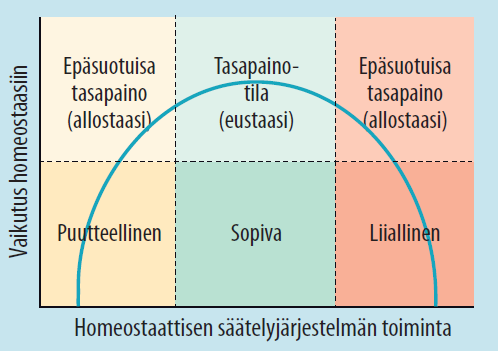 Vaikutus homeostaasiin
Epäsuotuisa
tasapaino
(allostaasi)
Tasapaino-
tila
(eustaasi)
Epäsuotuisa
tasapaino
(allostaasi)
Puutteellinen
Sopiva
Liiallinen
Homeostaattisen säätelyjärjestelmän toiminta